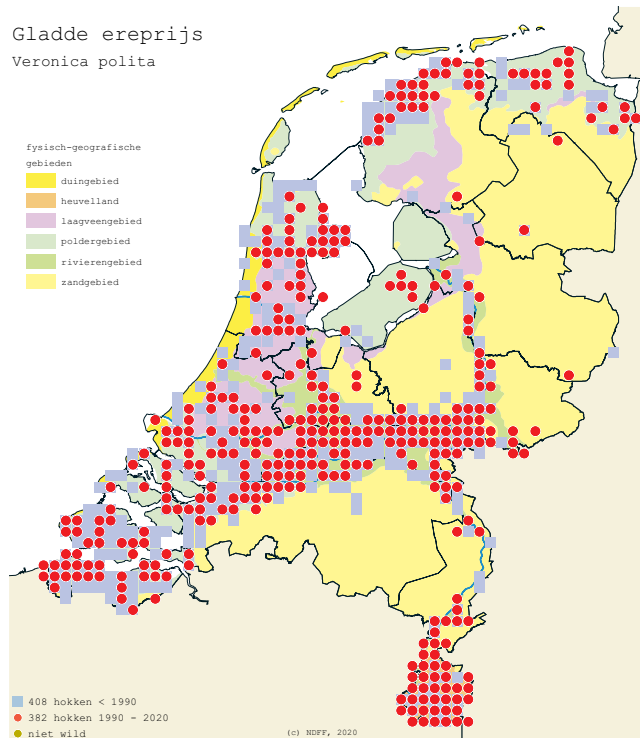 Gladde ereprijs
Veronica polita
fysisch-geografische
gebieden
duingebied
heuvelland
laagveengebied
poldergebied
rivierengebied
zandgebied
408 hokken < 1990
382 hokken 1990 - 2020
niet wild
(c) NDFF, 2020